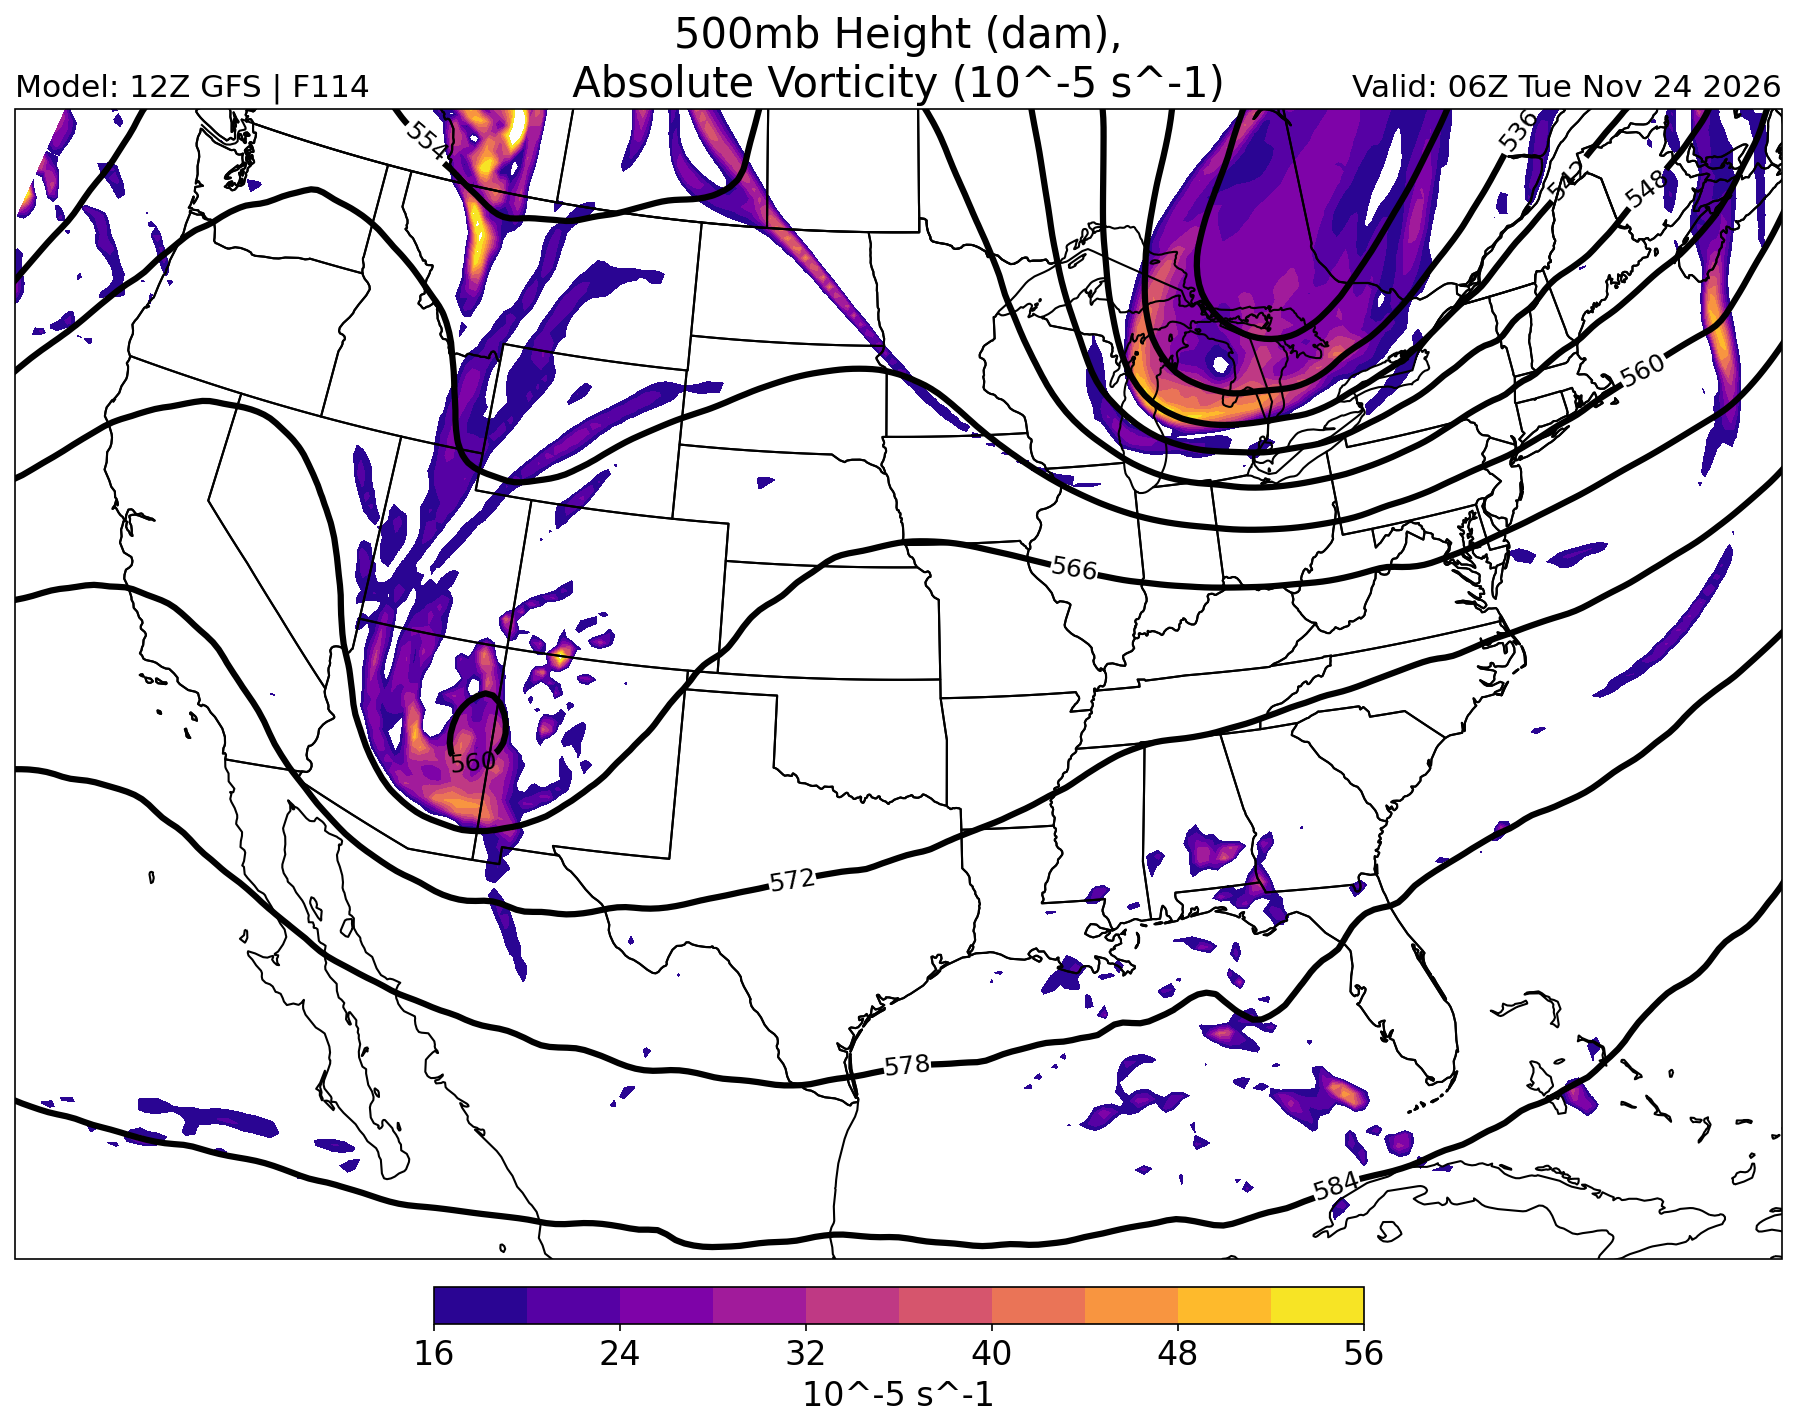 500mb Height (dam),
Absolute Vorticity (10^-5 s^-1)
Model: 12Z GFS | F114
Valid: 06Z Tue Nov 24 2026
554
536
542
548
560
566
560
572
578
584
16 24 32 40 48 56
10^-5 s^-1